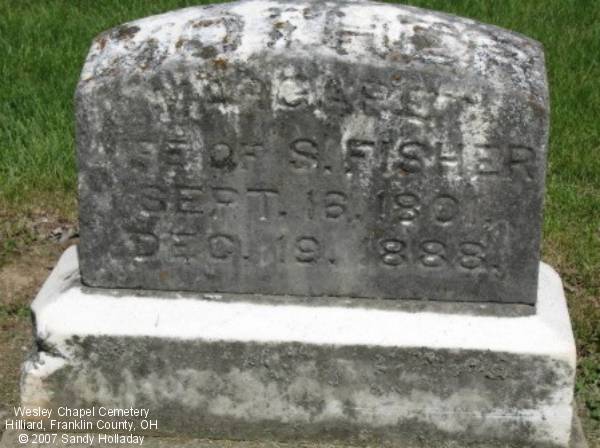 MOTHER
MARGARET
WIFE OF S. FISHER
SEPT. 16, 1801,
DEC. 19, 1888.
Wesley Chapel Cemetery
Hilliard, Franklin County, OH
© 2007 Sandy Holladay